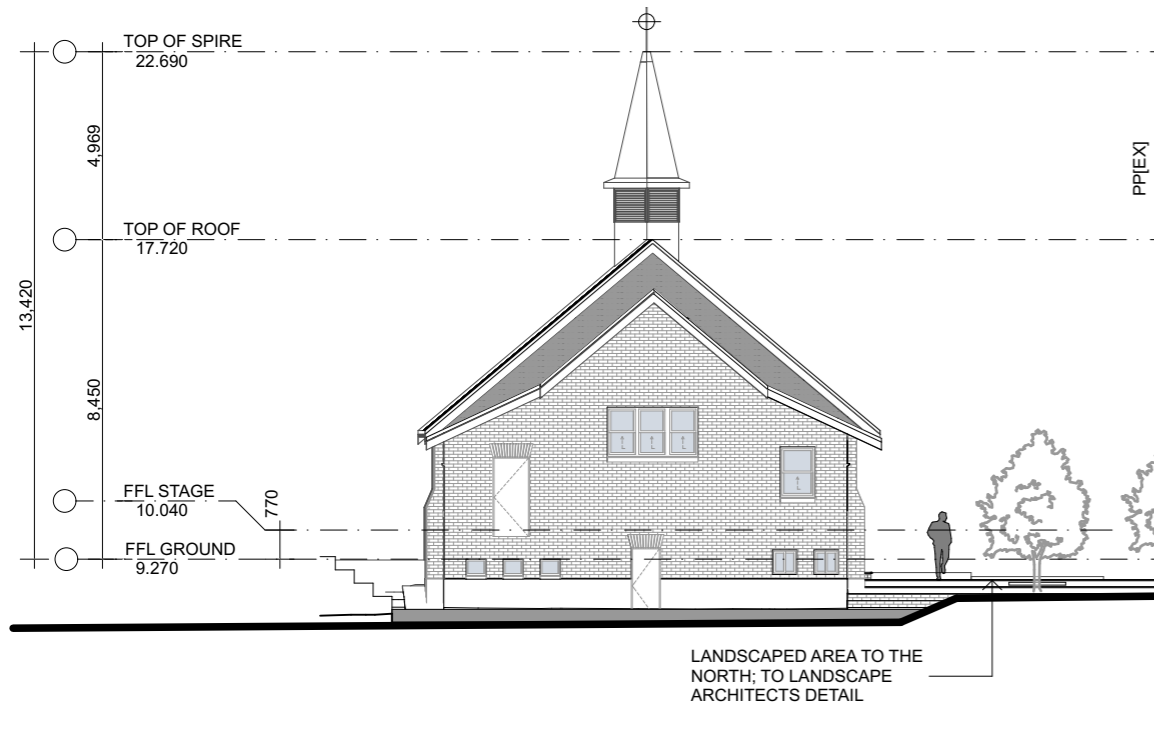 TOP OF SPIRE
22.690
4,969
PP[EX]
TOP OF ROOF
17.720
13,420
8,450
FFL STAGE
10.040
770
FFL GROUND
9.270
LANDSCAPED AREA TO THE
NORTH; TO LANDSCAPE
ARCHITECTS DETAIL